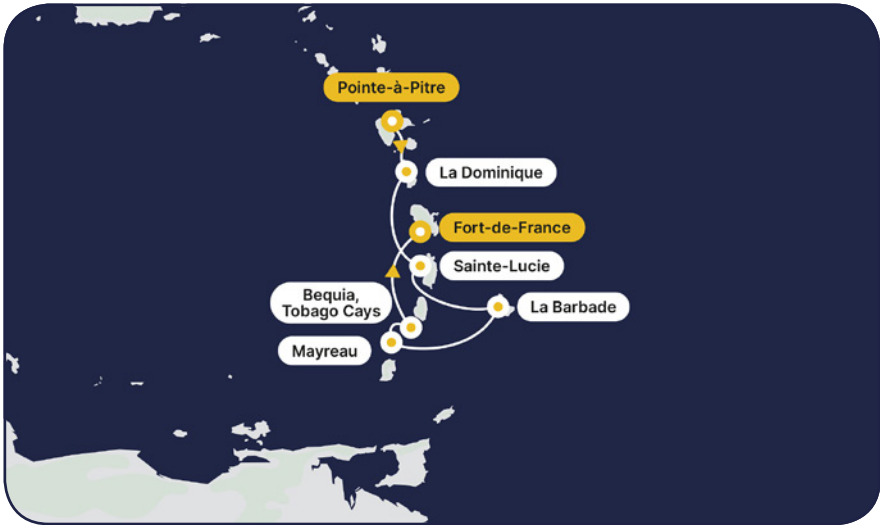 Pointe-à-Pitre
La Dominique
Fort-de-France
Sainte-Lucie
Bequia,
Tobago Cays
La Barbade
Mayreau